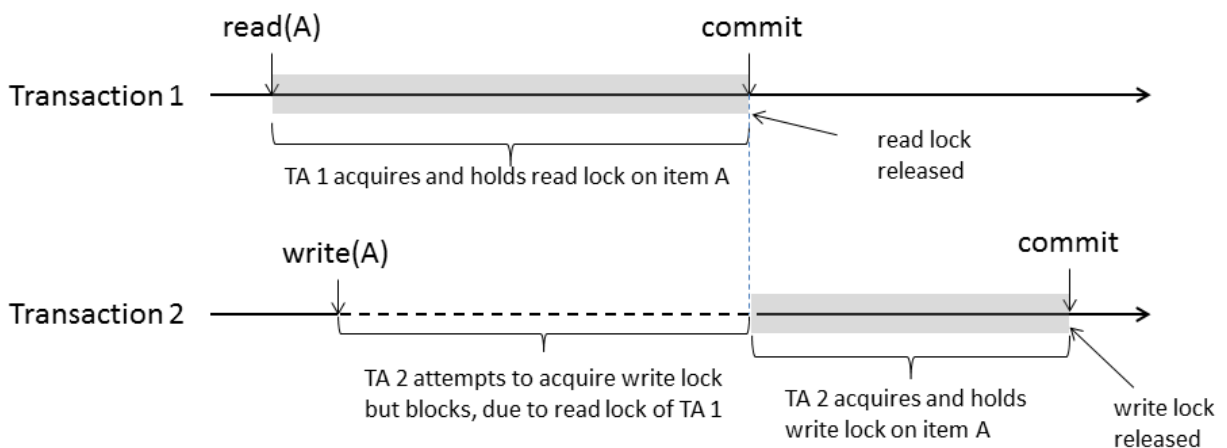 read(A)
commit
Transaction 1
read lock
released
TA 1 acquires and holds read lock on item A
write(A)
commit
Transaction 2
TA 2 attempts to acquire write lock
but blocks, due to read lock of TA 1
TA 2 acquires and holds
write lock on item A
write lock
released